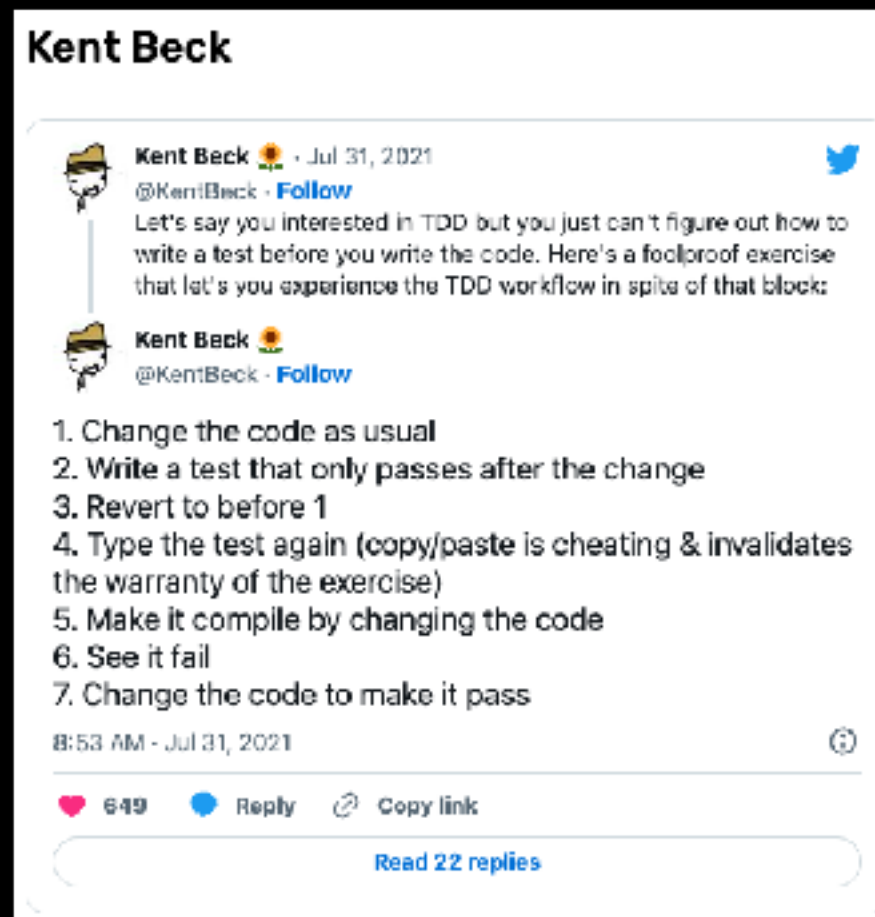 Kent Beck
Kent Beck 🌻 · Jul 31, 2021
@KentBeck · Follow
Let's say you interested in TDD but you just can't figure out how to
write a test before you write the code. Here's a foolproof exercise
that let's you experience the TDD workflow in spite of that block:
Kent Beck 🌻
@KentBeck · Follow
1. Change the code as usual
2. Write a test that only passes after the change
3. Revert to before 1
4. Type the test again (copy/paste is cheating & invalidates
the warranty of the exercise)
5. Make it compile by changing the code
6. See it fail
7. Change the code to make it pass
8:53 AM · Jul 31, 2021
649 Reply Copy link
Read 22 replies